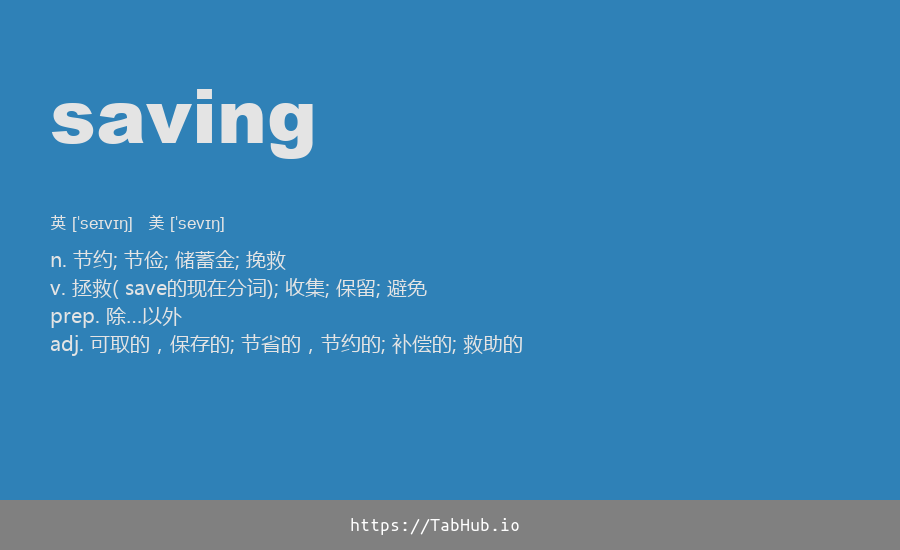 saving
英 [ˈseɪvɪŋ] 美 [ˈsevɪŋ]
n. 节约; 节俭; 储蓄金; 挽救
v. 拯救( save的现在分词); 收集; 保留; 避免
prep. 除...以外
adj. 可取的，保存的; 节省的，节约的; 补偿的; 救助的
https://TabHub.io